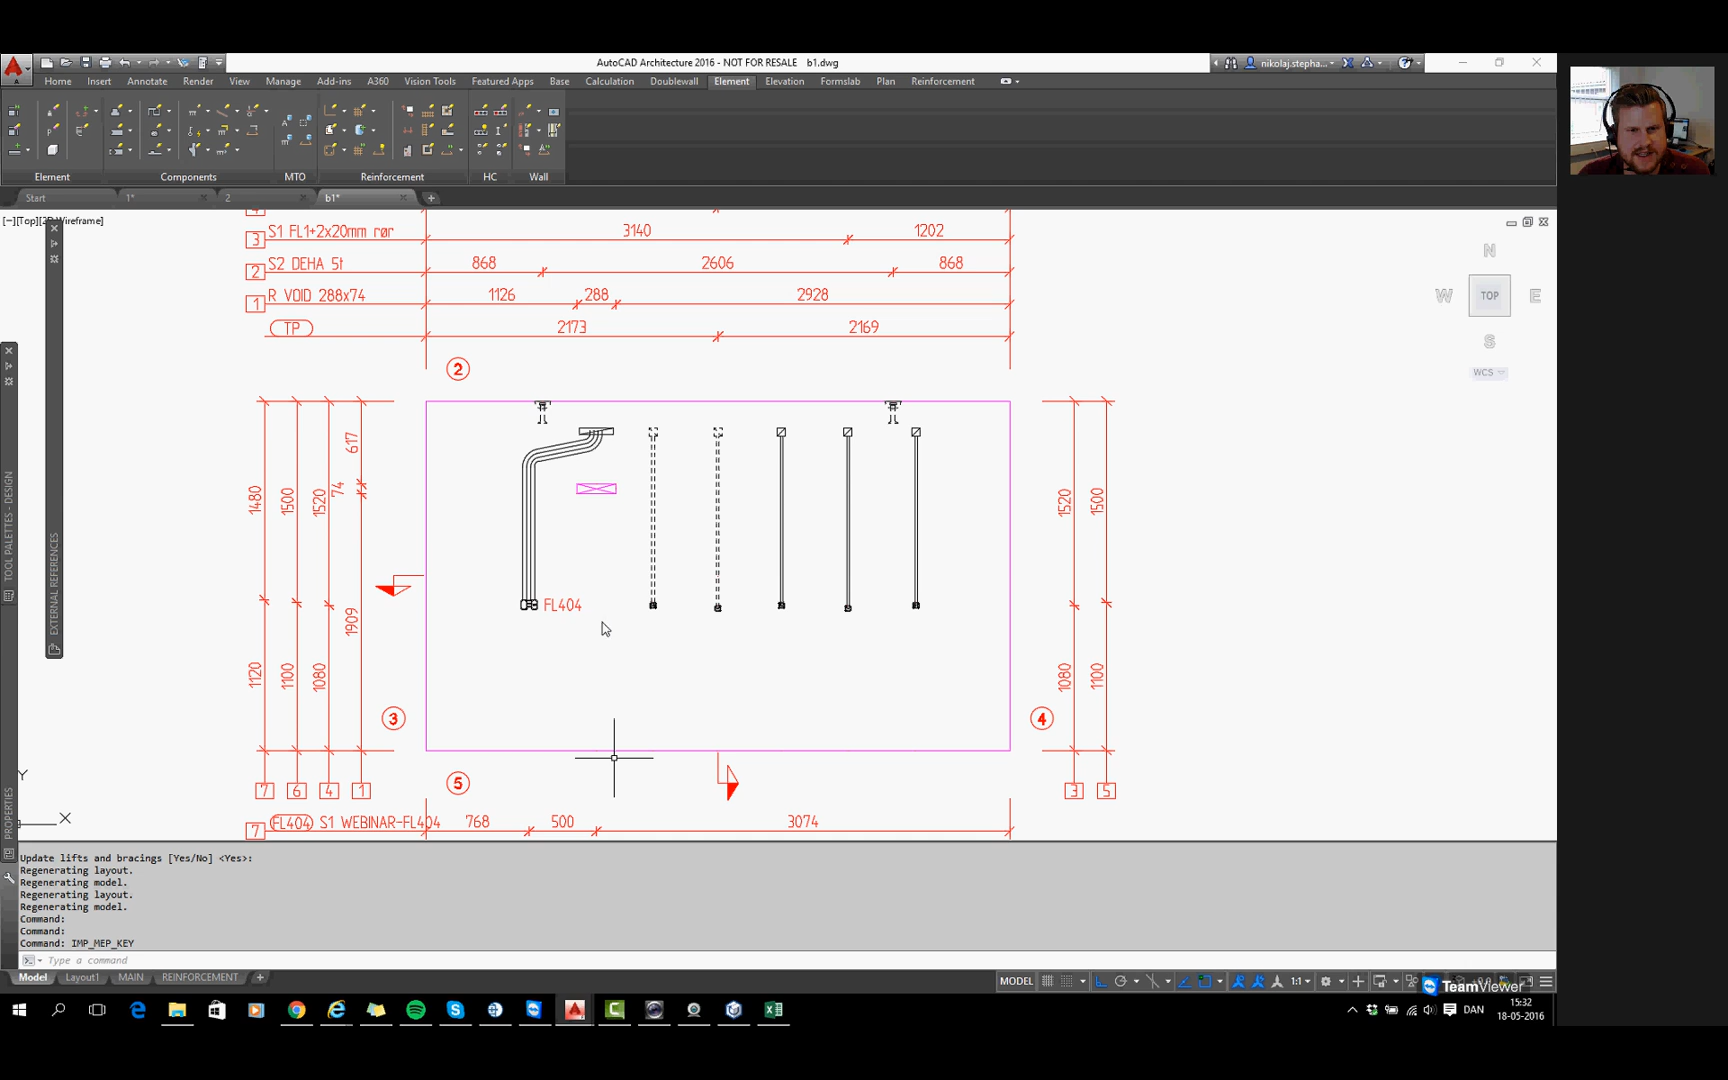 AutoCAD Architecture 2016 - NOT FOR RESALE b1.dwg
nikolaj.stepha...
Home Insert Annotate Render View Manage Add-ins A360 Vision Tools Featured Apps Base Calculation Doublewall Element Elevation Formslab Plan Reinforcement
Element Components MTO Reinforcement HC Wall
Start 1* 2 b1*
[−][Top][2D Wireframe]
3 S1 FL1+2x20mm rør 3140 1202
2 S2 DEHA 5t 868 2606 868
1 R VOID 288x74 1126 288 2928
TP 2173 2169
2
N
W TOP E
S
WCS
1480 1500 1520 74 617
1520 1500
1120 1100 1080 1909
1080 1100
FL404
3
4
5
7 6 4 1
3 5
7 FL404 S1 WEBINAR-FL404 768 500 3074
Y
X
TOOL PALETTES - DESIGN
EXTERNAL REFERENCES
PROPERTIES
Update lifts and bracings [Yes/No] <Yes>:
Regenerating layout.
Regenerating model.
Regenerating layout.
Regenerating model.
Command:
Command:
Command: IMP_MEP_KEY
Type a command
Model Layout1 MAIN REINFORCEMENT +
MODEL 1:1
TeamViewer
DAN
15:32
18-05-2016